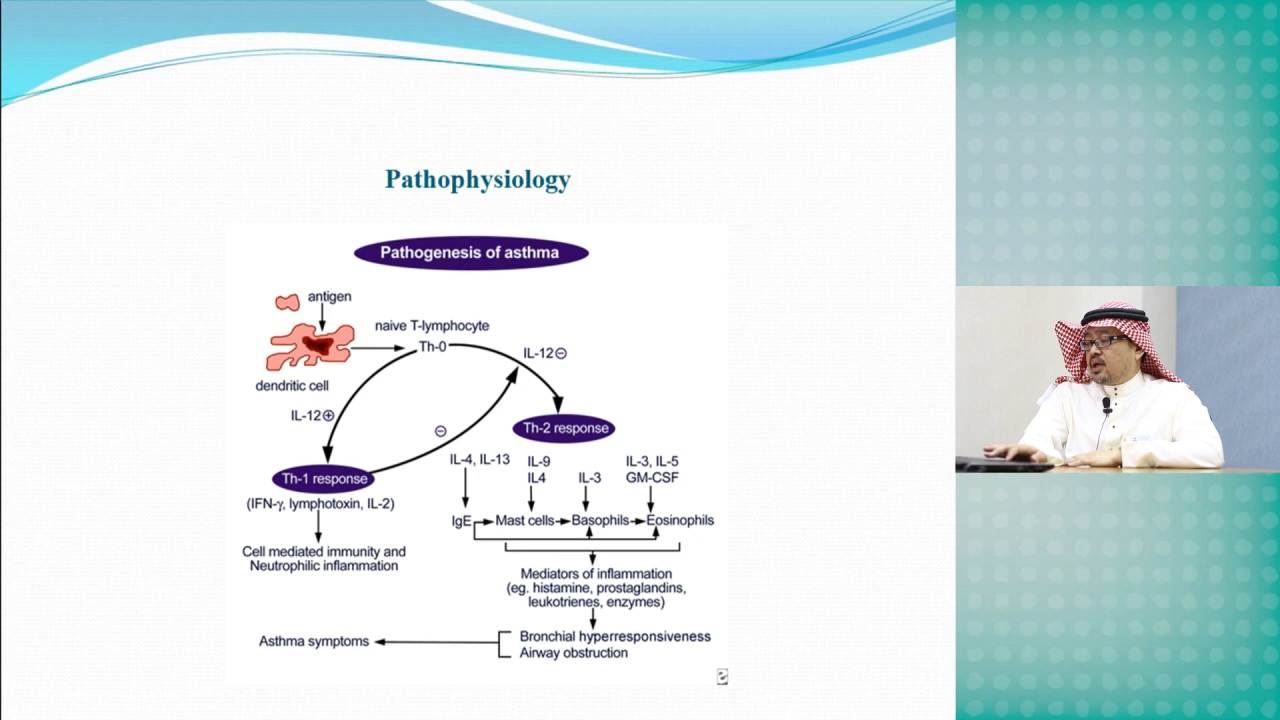 Pathophysiology
Pathogenesis of asthma
antigen
naive T-lymphocyte
Th-0
IL-12⊖
dendritic cell
IL-12⊕
⊖
Th-2 response
Th-1 response
(IFN-γ, lymphotoxin, IL-2)
IL-4, IL-13
IL-9
IL4
IL-3
IL-3, IL-5
GM-CSF
IgE
Mast cells
Basophils
Eosinophils
Cell mediated immunity and
Neutrophilic inflammation
Mediators of inflammation
(eg. histamine, prostaglandins,
leukotrienes, enzymes)
Asthma symptoms
Bronchial hyperresponsiveness
Airway obstruction